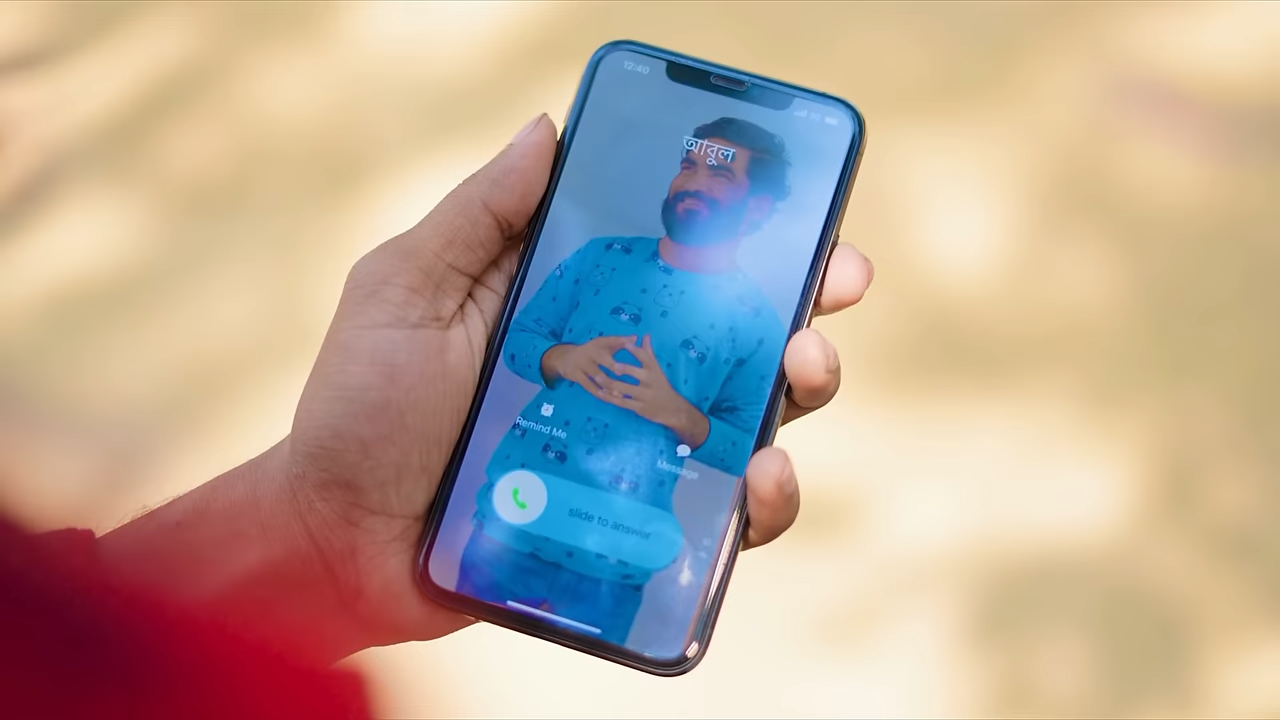 12:40
আবুল
Remind Me
Message
slide to answer